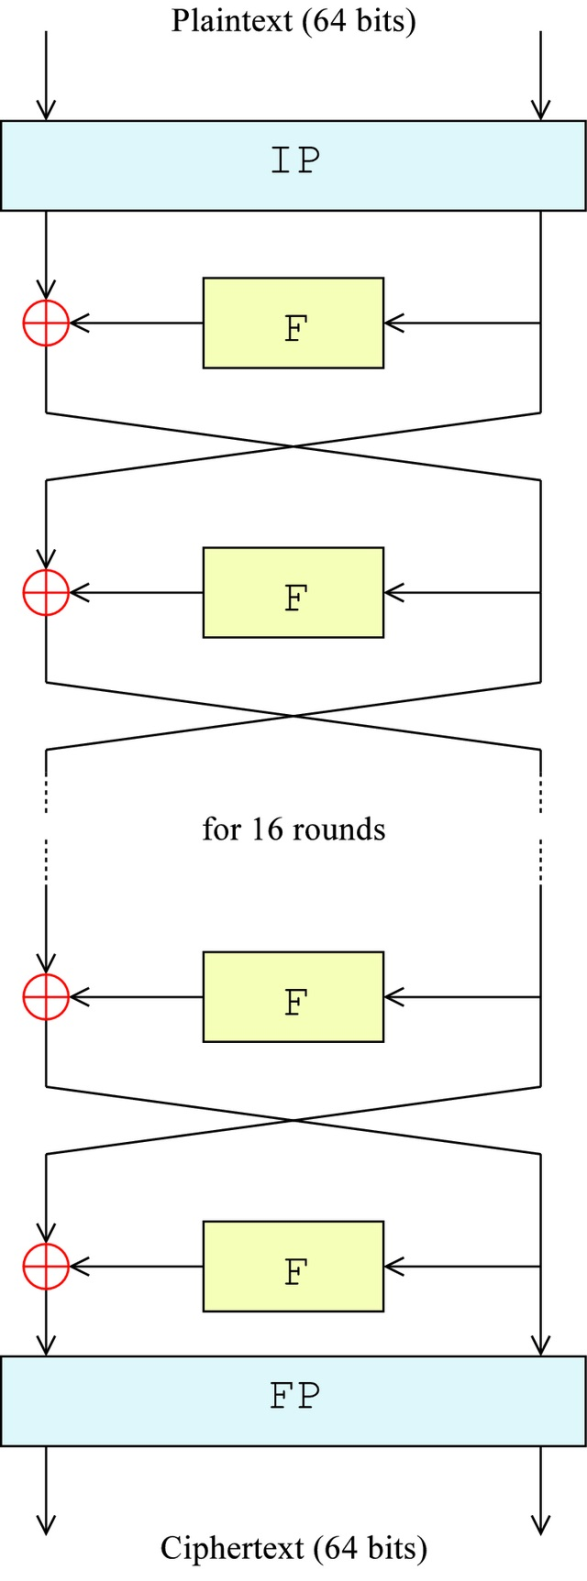 Plaintext (64 bits)
IP
F
F
for 16 rounds
F
F
FP
Ciphertext (64 bits)